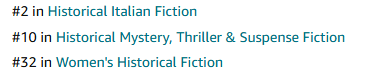 #2 in Historical Italian Fiction
#10 in Historical Mystery, Thriller & Suspense Fiction
#32 in Women's Historical Fiction